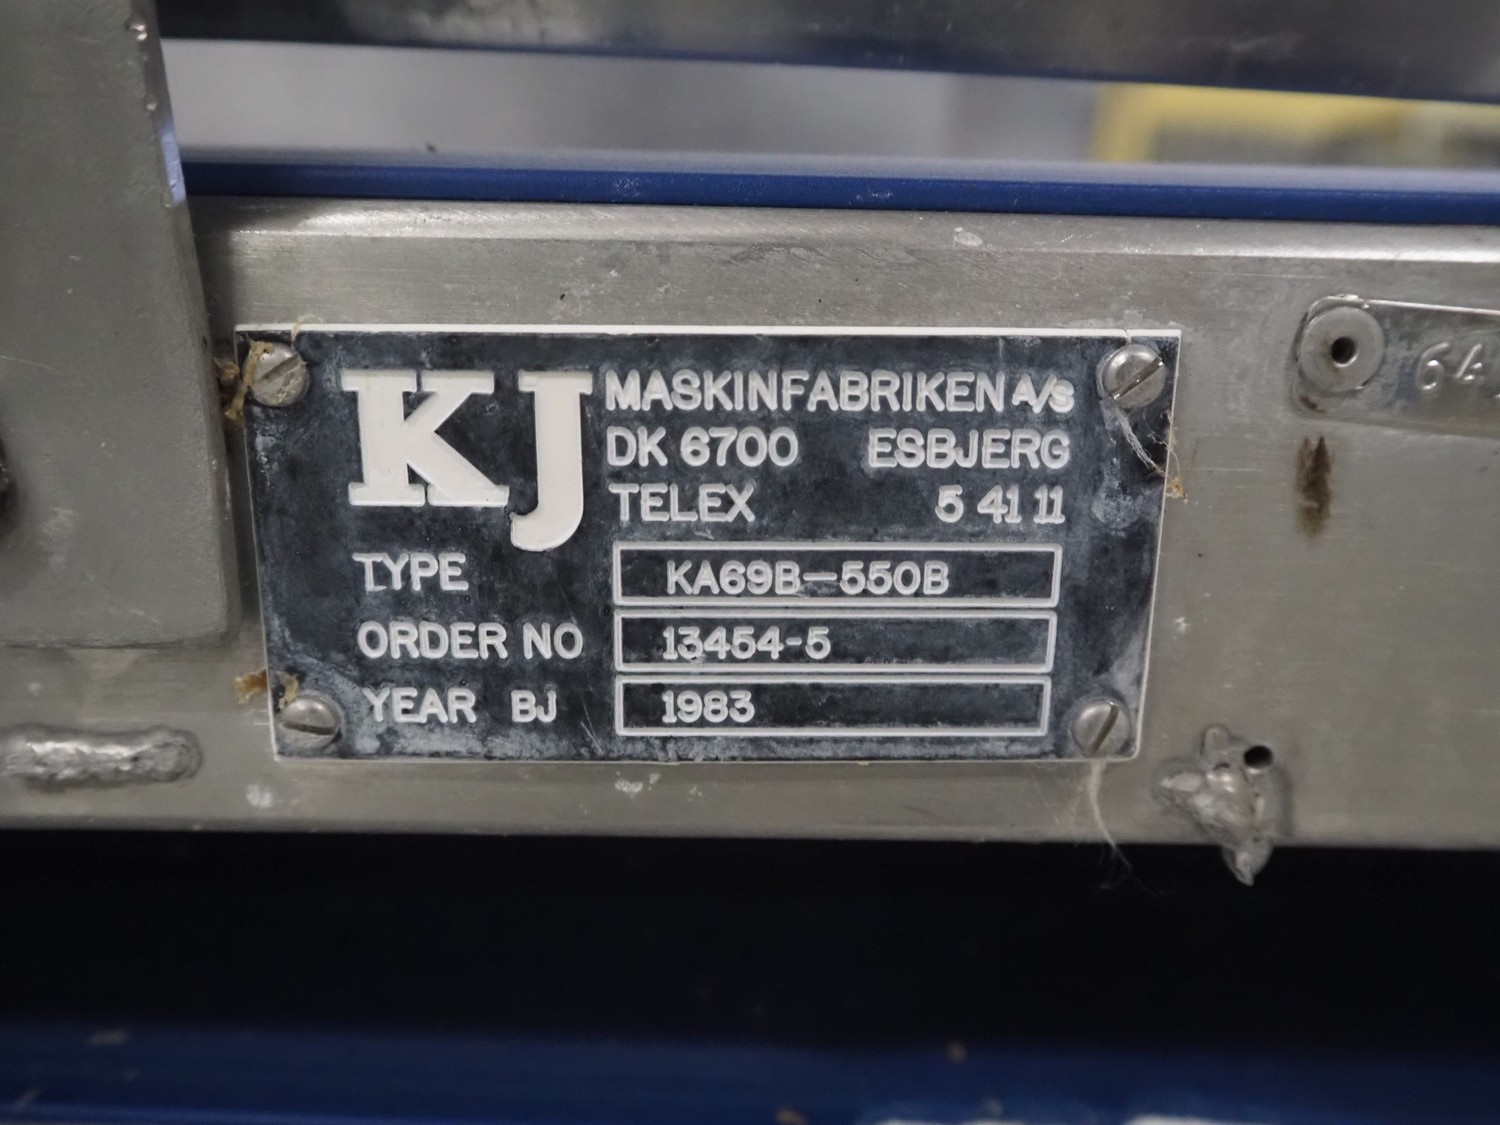 KJ MASKINFABRIKEN A/S
DK 6700 ESBJERG
TELEX 5 41 11
TYPE KA69B-550B
ORDER NO 13454-5
YEAR BJ 1983
64